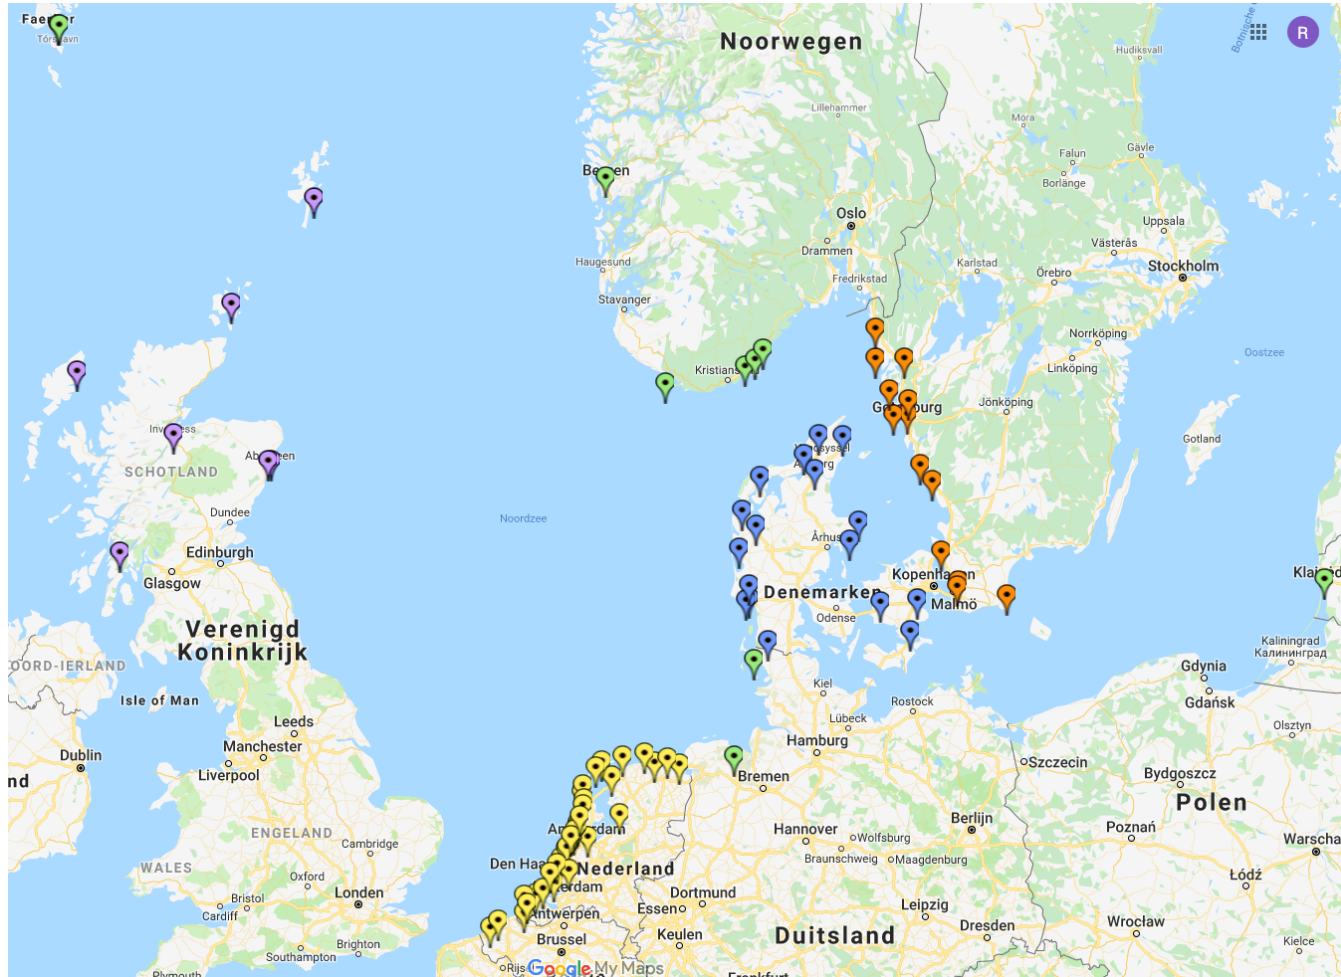 Tórshavn
Noorwegen
Hudiksvall
R
Lillehammer
Mora
Falun
Gävle
Borlänge
Oslo
Uppsala
Drammen
Västerås
Haugesund
Karlstad
Stockholm
Fredrikstad
Örebro
Stavanger
Norrköping
Oostzee
Linköping
Jönköping
Gotland
SCHOTLAND
Dundee
Noordzee
Edinburgh
Glasgow
Denemarken
Malmö
Odense
Verenigd
Koninkrijk
Kaliningrad
Калининград
Gdynia
Kiel
Isle of Man
Rostock
Gdańsk
Leeds
Lübeck
Olsztyn
Manchester
Hamburg
Dublin
Szczecin
Liverpool
Bremen
Bydgoszcz
Polen
ENGELAND
Hannover
Wolfsburg
Berlijn
Poznań
Cambridge
Braunschweig
Maagdenburg
WALES
Nederland
Oxford
Łódź
Londen
Dortmund
Bristol
Essen
Leipzig
Cardiff
Antwerpen
Wrocław
Dresden
Brighton
Brussel
Keulen
Duitsland
Southampton
Kielce
Plymouth
Google My Maps
Frankfurt